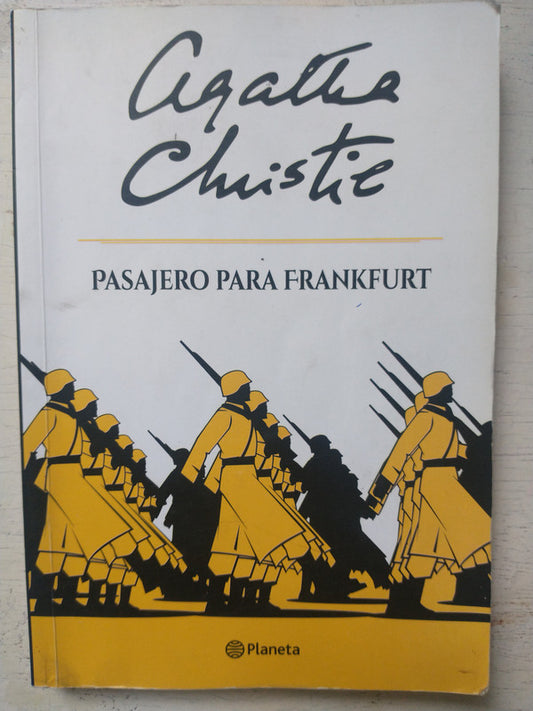 Agatha
Christie
PASAJERO PARA FRANKFURT
Planeta